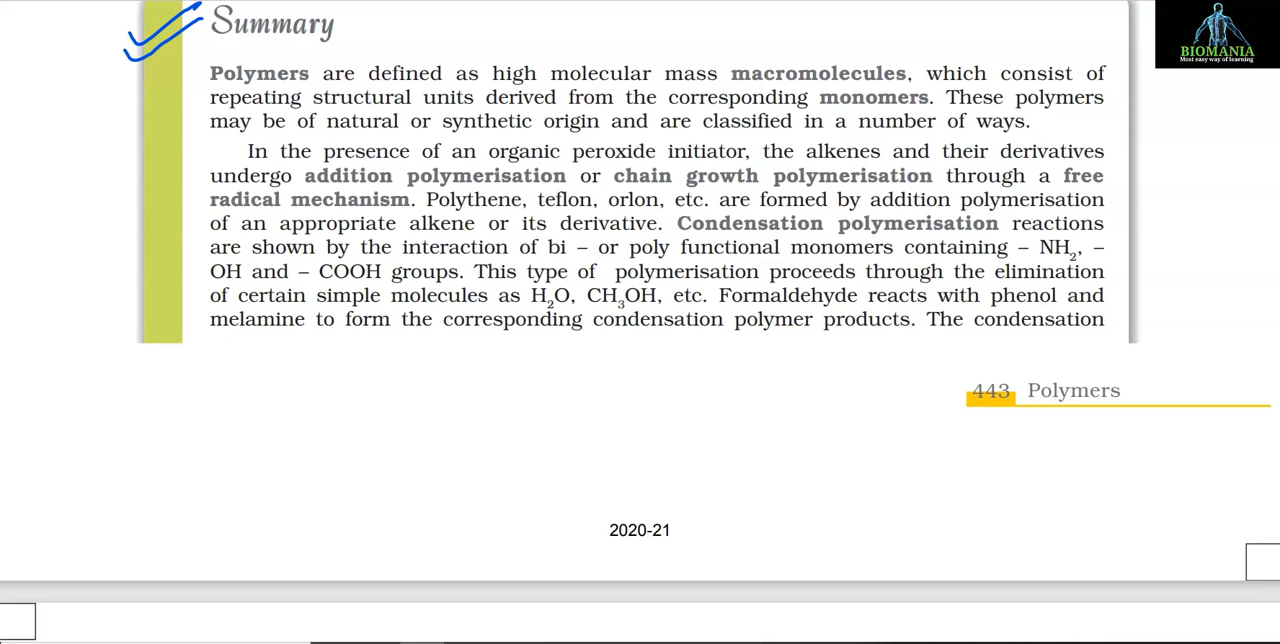 Summary
BIOMANIA
Most easy way of learning
Polymers are defined as high molecular mass macromolecules, which consist of
repeating structural units derived from the corresponding monomers. These polymers
may be of natural or synthetic origin and are classified in a number of ways.
In the presence of an organic peroxide initiator, the alkenes and their derivatives
undergo addition polymerisation or chain growth polymerisation through a free
radical mechanism. Polythene, teflon, orlon, etc. are formed by addition polymerisation
of an appropriate alkene or its derivative. Condensation polymerisation reactions
are shown by the interaction of bi – or poly functional monomers containing – NH₂, –
OH and – COOH groups. This type of polymerisation proceeds through the elimination
of certain simple molecules as H₂O, CH₃OH, etc. Formaldehyde reacts with phenol and
melamine to form the corresponding condensation polymer products. The condensation
443 Polymers
2020-21